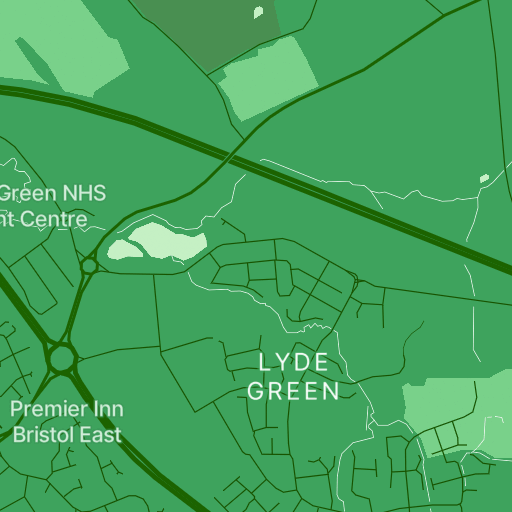 Green NHS
nt Centre
LYDE
GREEN
Premier Inn
Bristol East